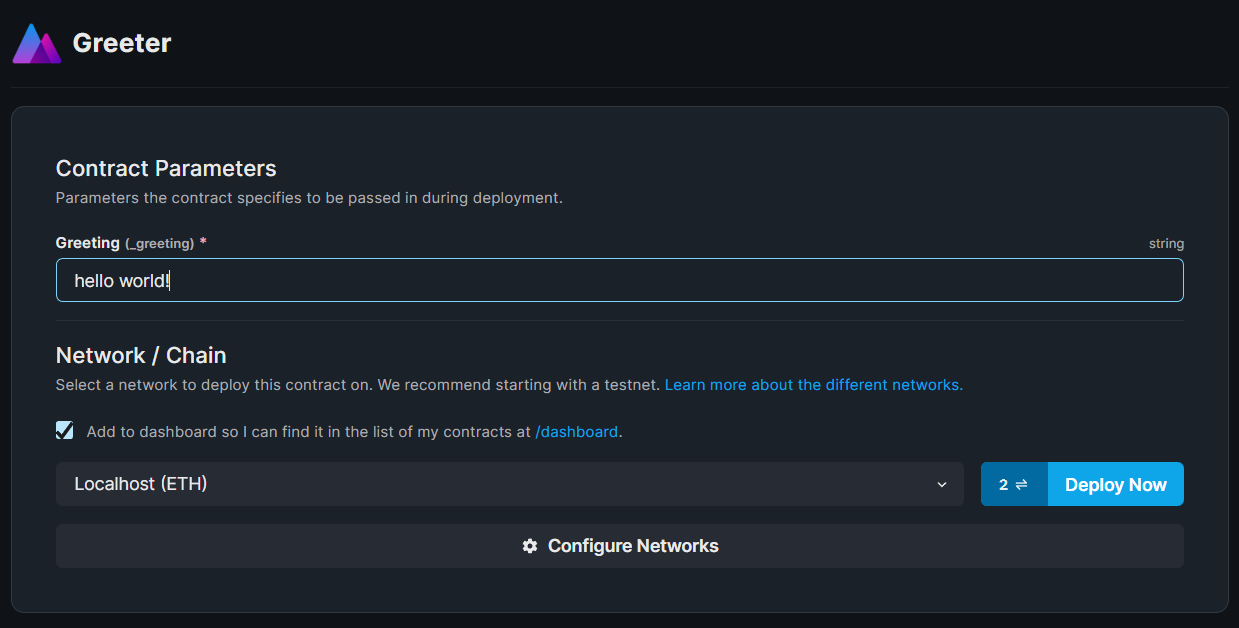 Greeter
Contract Parameters
Parameters the contract specifies to be passed in during deployment.
Greeting (_greeting) * string
hello world!
Network / Chain
Select a network to deploy this contract on. We recommend starting with a testnet. Learn more about the different networks.
Add to dashboard so I can find it in the list of my contracts at /dashboard.
Localhost (ETH) 2 ⇌ Deploy Now
Configure Networks